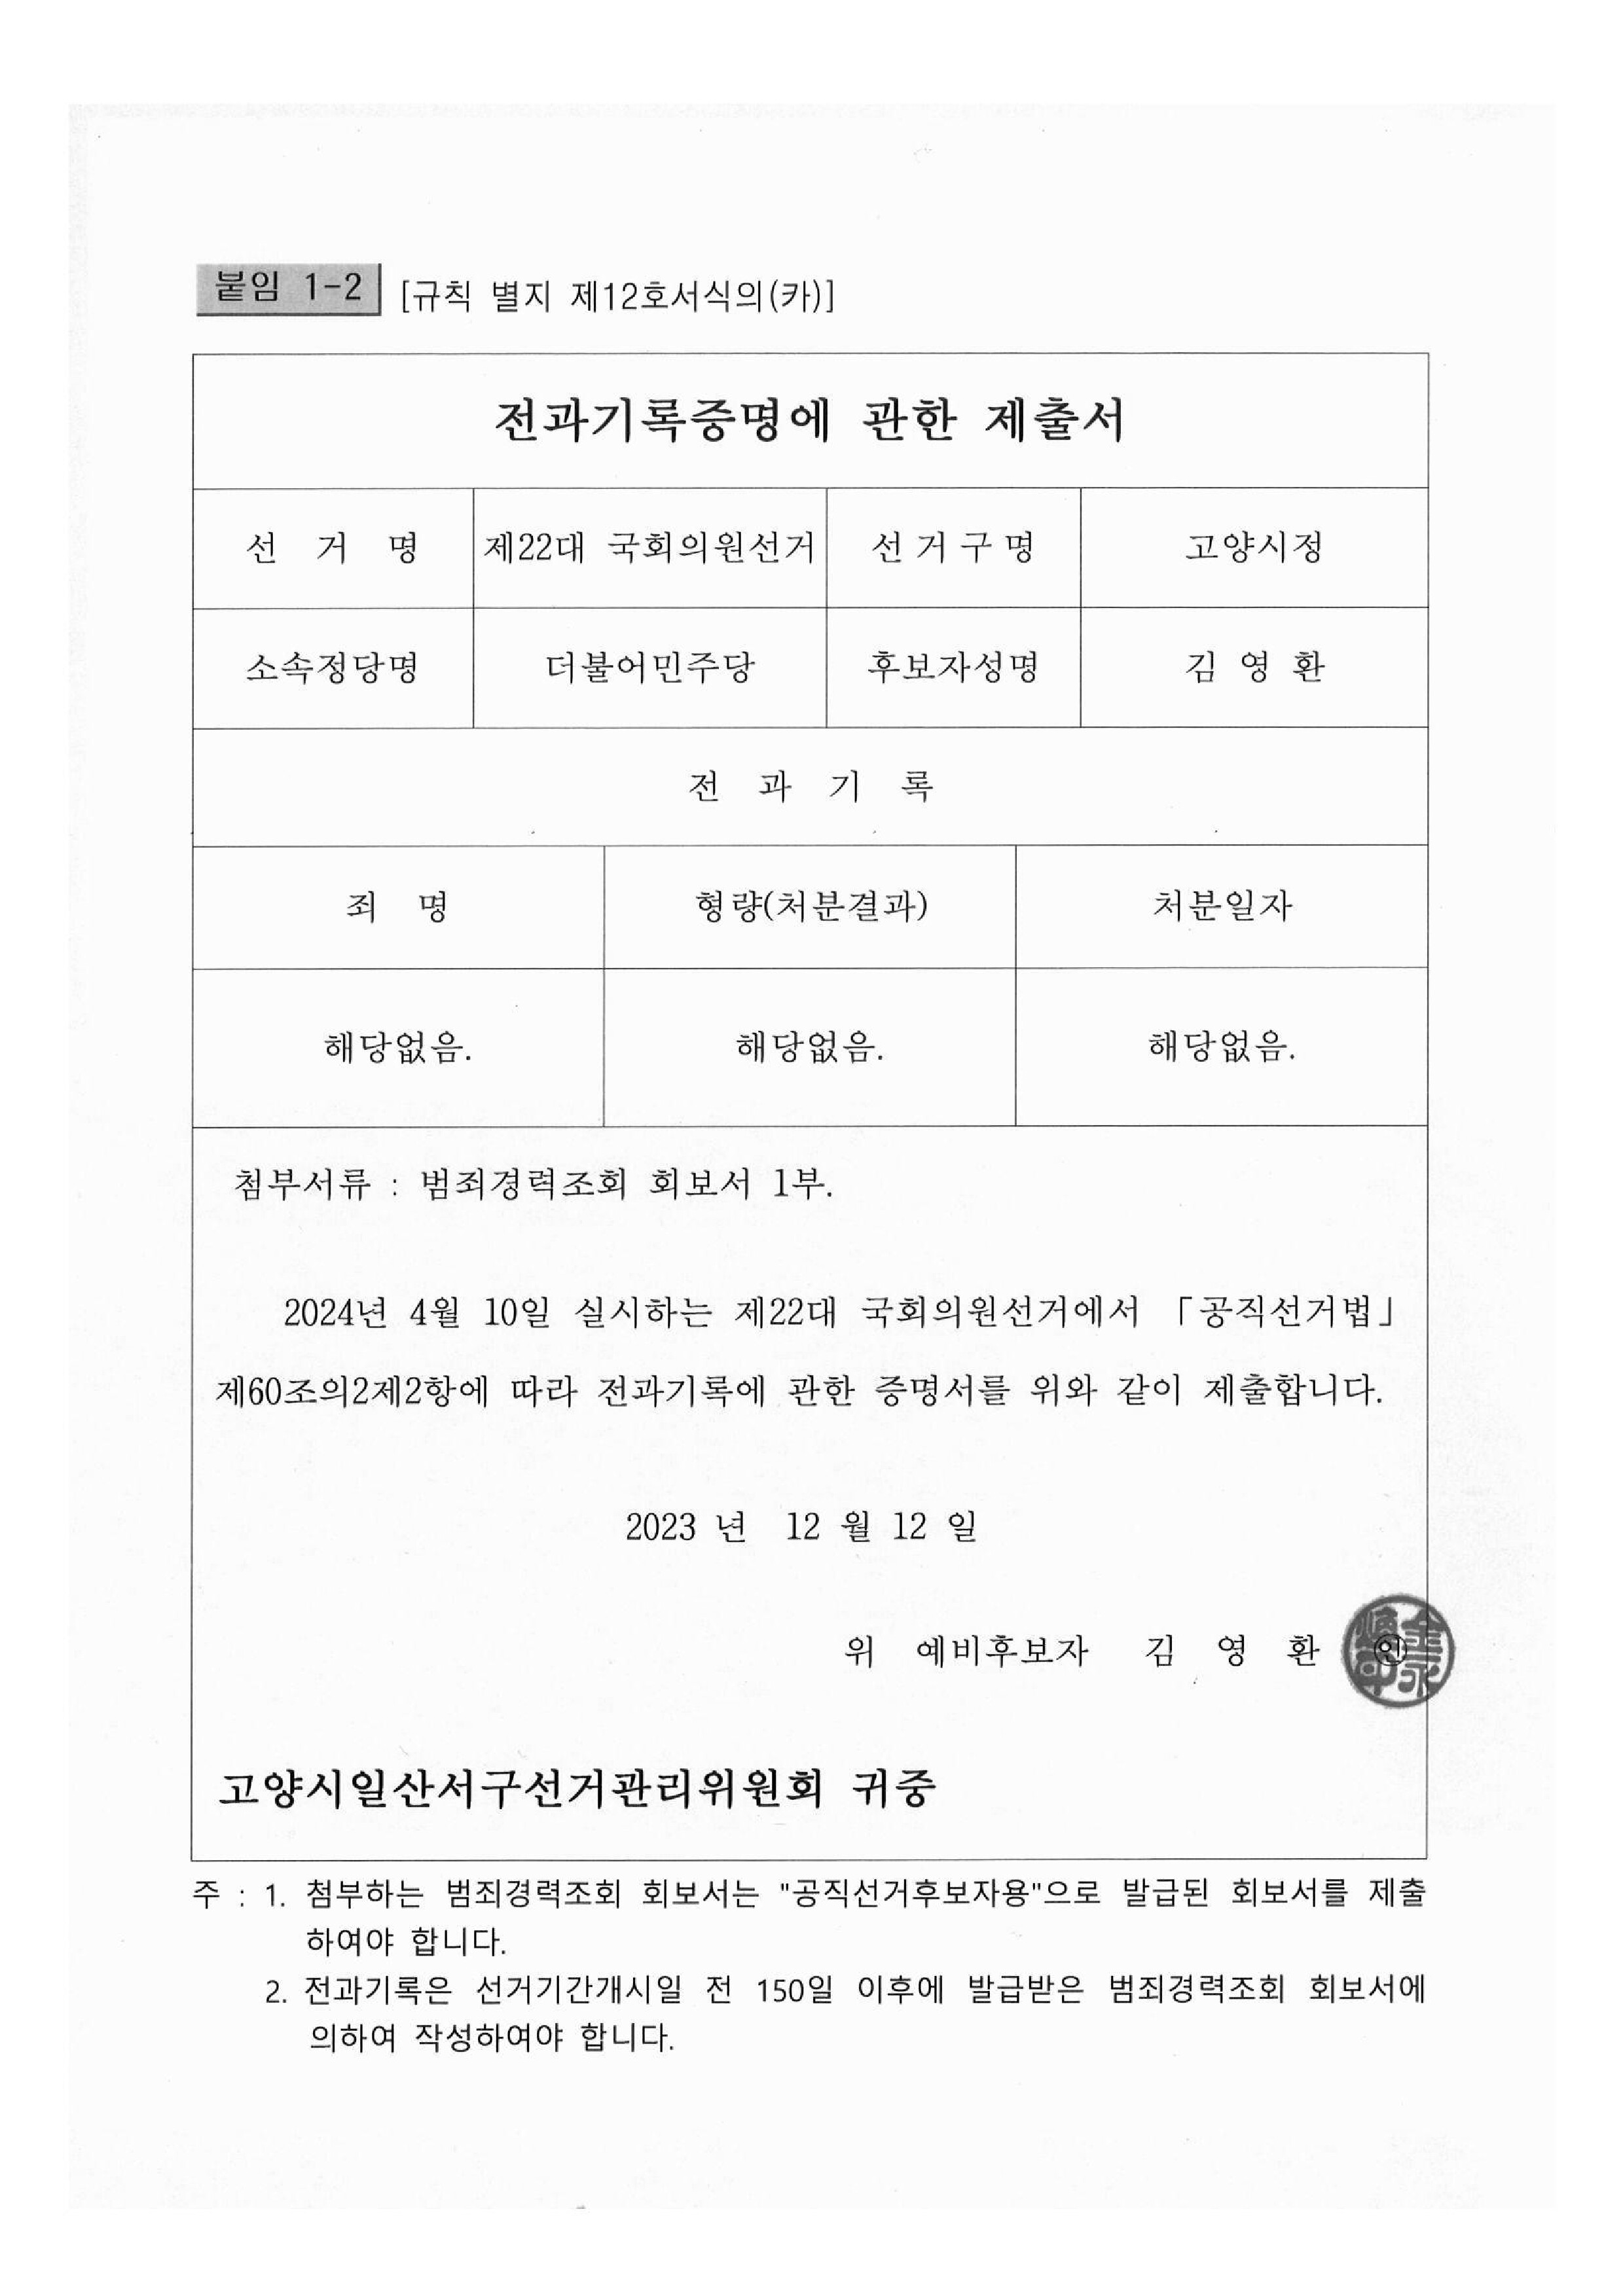 붙임 1-2 [규칙 별지 제12호서식의(카)]
전과기록증명에 관한 제출서
선 거 명 제22대 국회의원선거 선거구명 고양시정
소속정당명 더불어민주당 후보자성명 김 영 환
전 과 기 록
죄 명 형량(처분결과) 처분일자
해당없음. 해당없음. 해당없음.
첨부서류 : 범죄경력조회 회보서 1부.
2024년 4월 10일 실시하는 제22대 국회의원선거에서 「공직선거법」
제60조의2제2항에 따라 전과기록에 관한 증명서를 위와 같이 제출합니다.
2023 년 12 월 12 일
위 예비후보자 김 영 환 ㊞
고양시일산서구선거관리위원회 귀중
주 : 1. 첨부하는 범죄경력조회 회보서는 "공직선거후보자용"으로 발급된 회보서를 제출
하여야 합니다.
2. 전과기록은 선거기간개시일 전 150일 이후에 발급받은 범죄경력조회 회보서에
의하여 작성하여야 합니다.